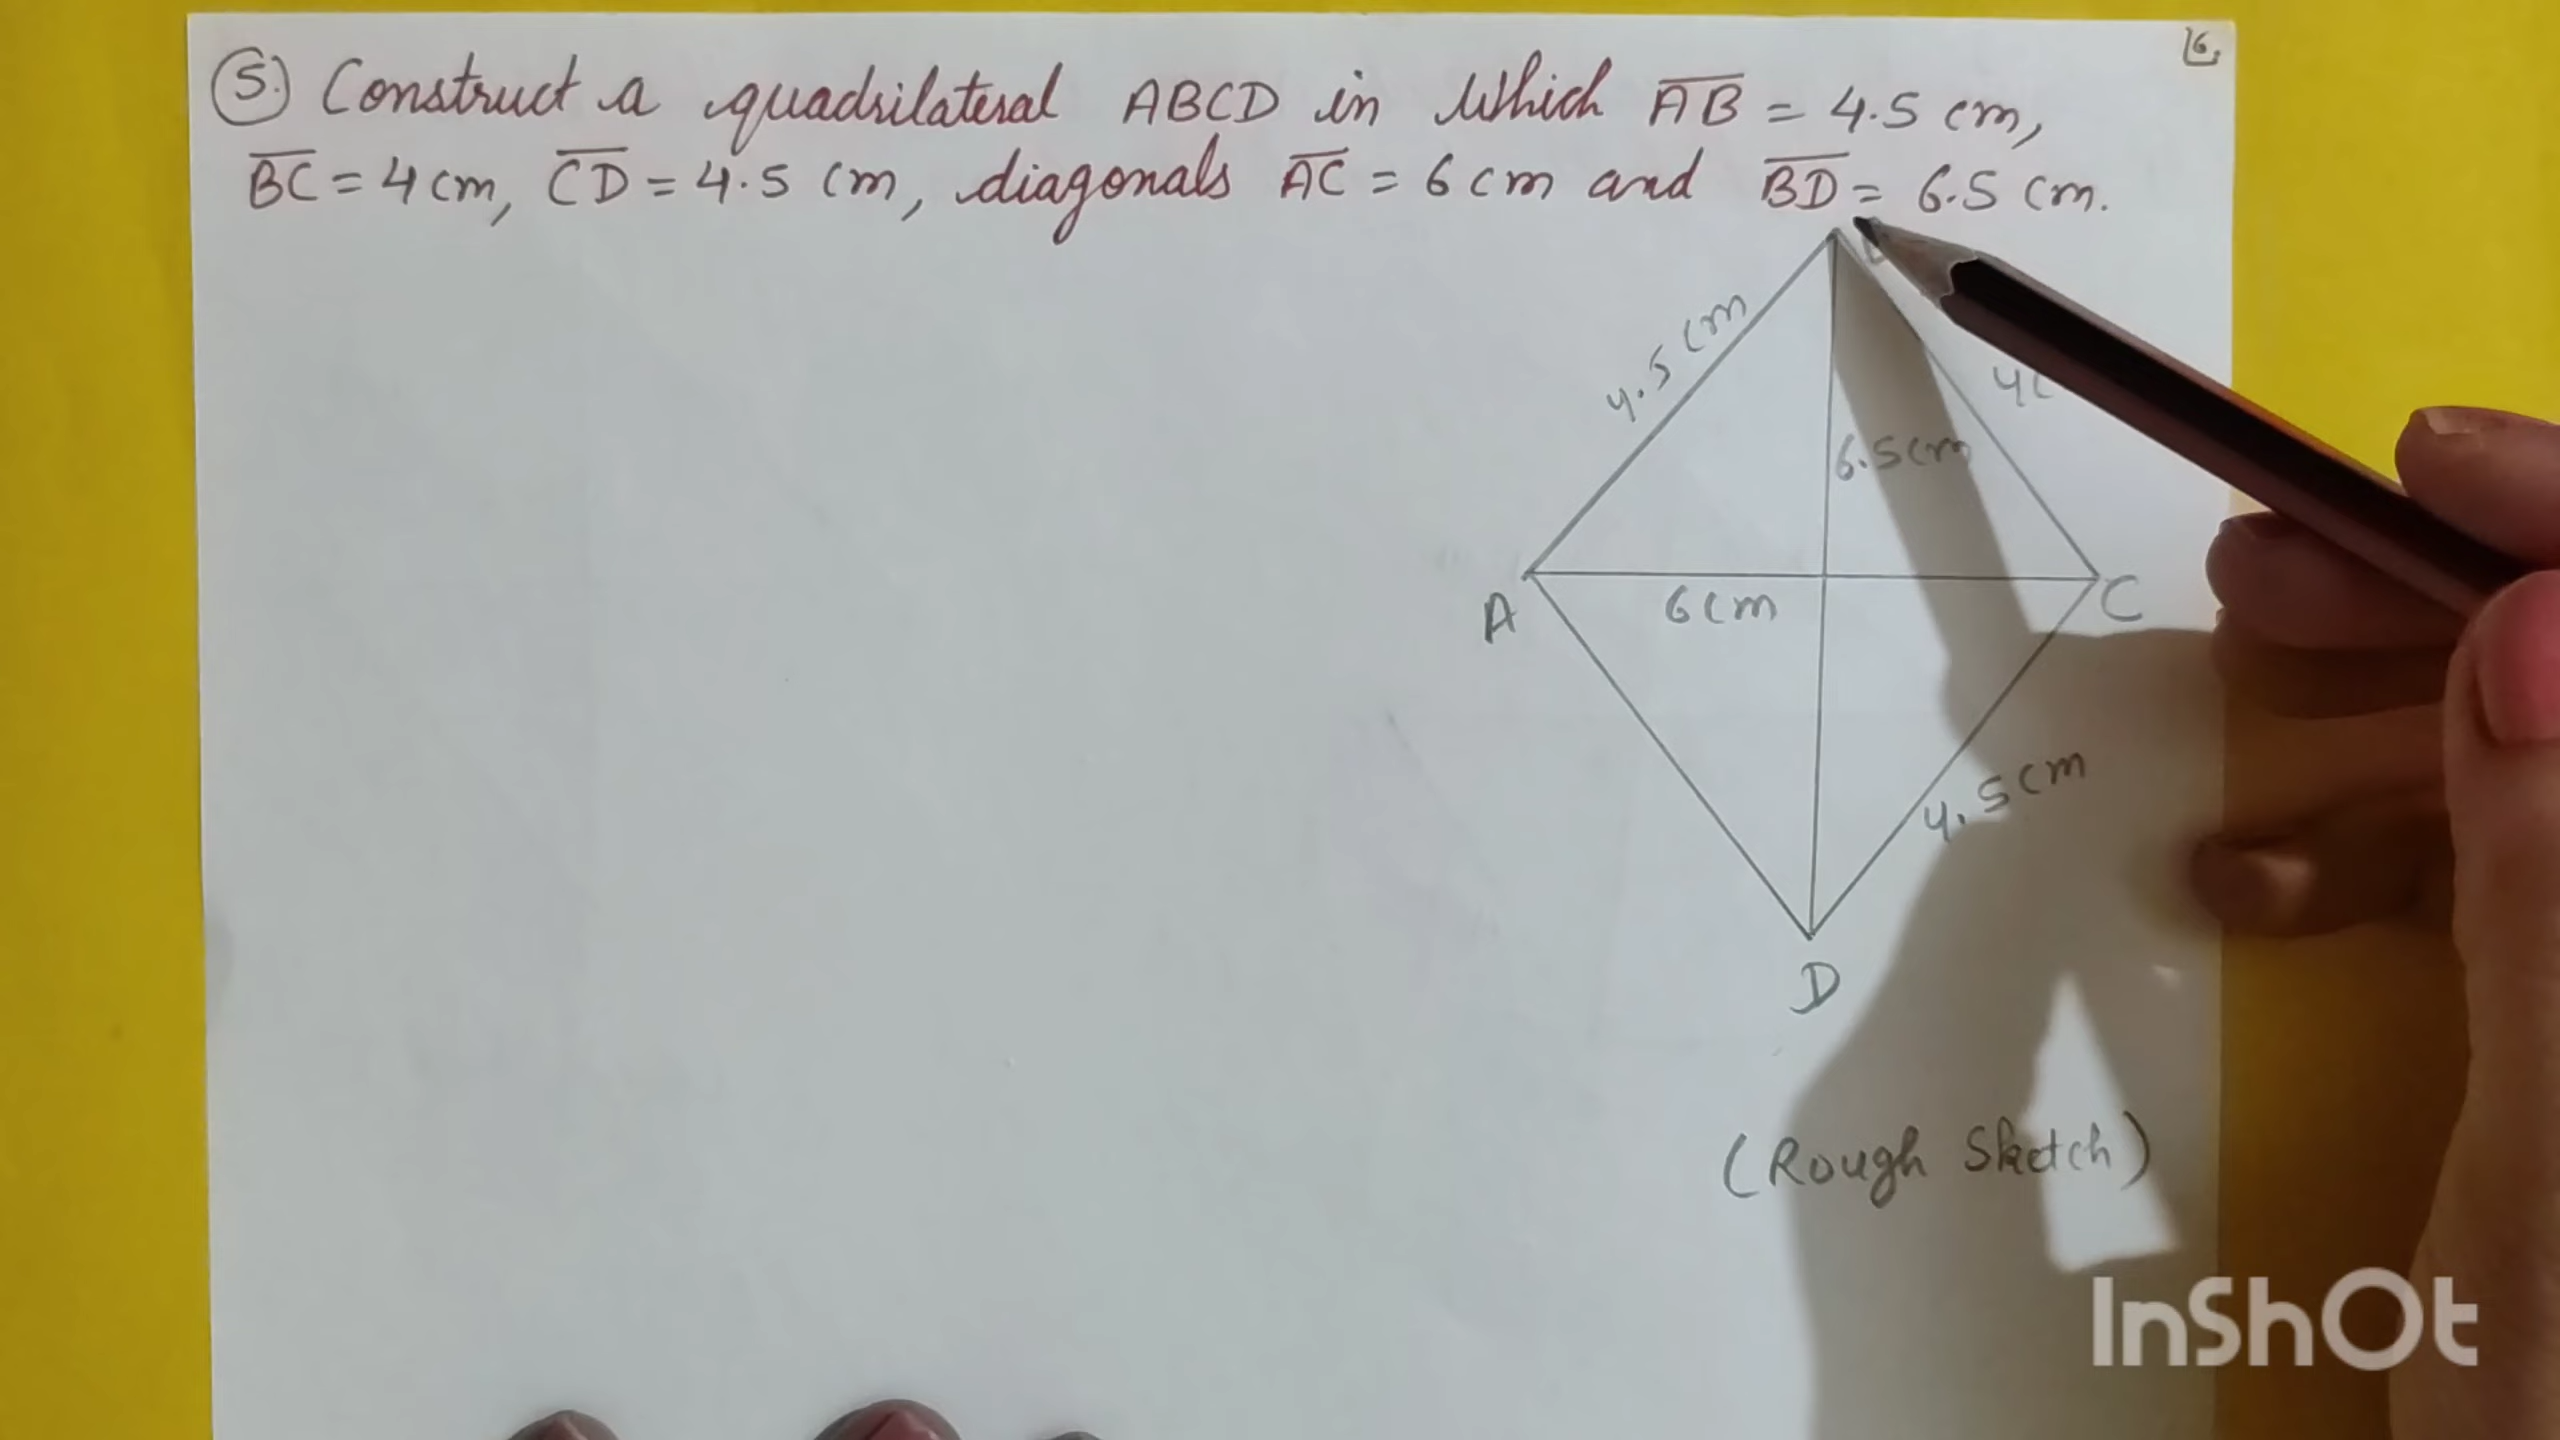 5. Construct a quadrilateral ABCD in which AB = 4.5 cm,
BC = 4 cm, CD = 4.5 cm, diagonals AC = 6 cm and BD = 6.5 cm.
16.
4.5 cm
6.5 cm
A
6 cm
C
4.5 cm
D
(Rough Sketch)
InShOt